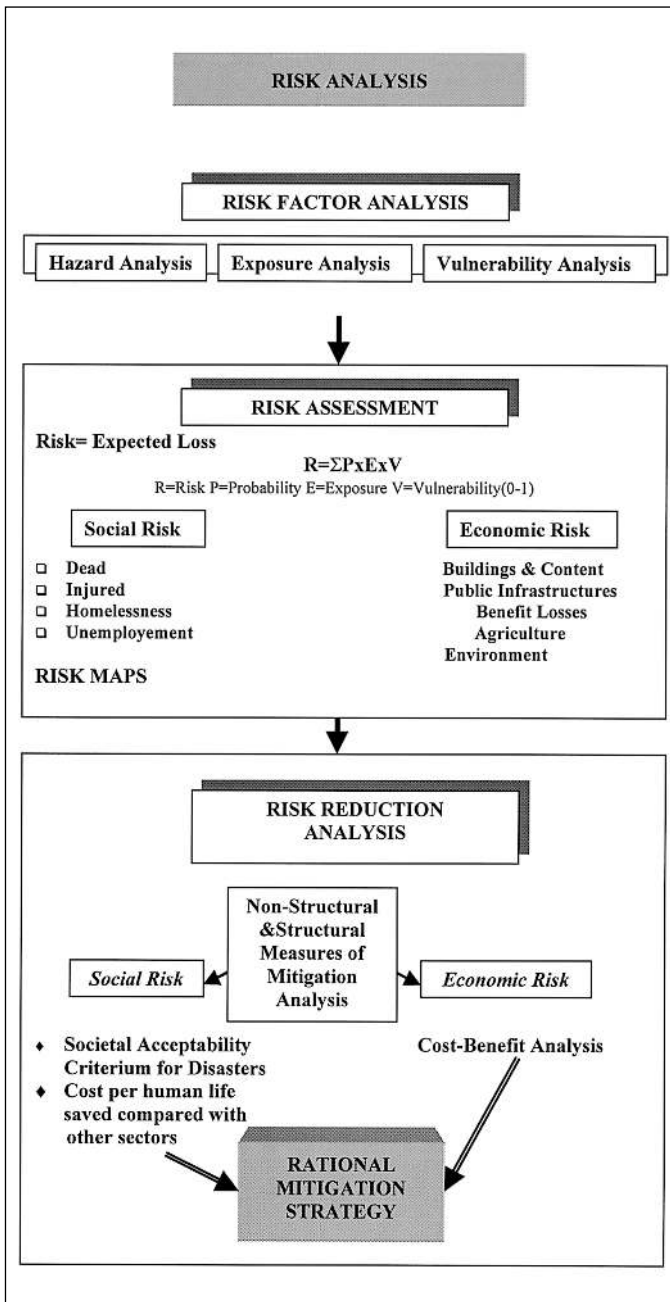 RISK ANALYSIS
RISK FACTOR ANALYSIS
Hazard Analysis
Exposure Analysis
Vulnerability Analysis
RISK ASSESSMENT
Risk= Expected Loss
R=ΣPxExV
R=Risk P=Probability E=Exposure V=Vulnerability(0-1)
Social Risk
❑ Dead
❑ Injured
❑ Homelessness
❑ Unemployement
RISK MAPS
Economic Risk
Buildings & Content
Public Infrastructures
Benefit Losses
Agriculture
Environment
RISK REDUCTION
ANALYSIS
Non-Structural
&Structural
Measures of
Mitigation
Analysis
Social Risk
Economic Risk
♦ Societal Acceptability
Criterium for Disasters
♦ Cost per human life
saved compared with
other sectors
Cost-Benefit Analysis
RATIONAL
MITIGATION
STRATEGY